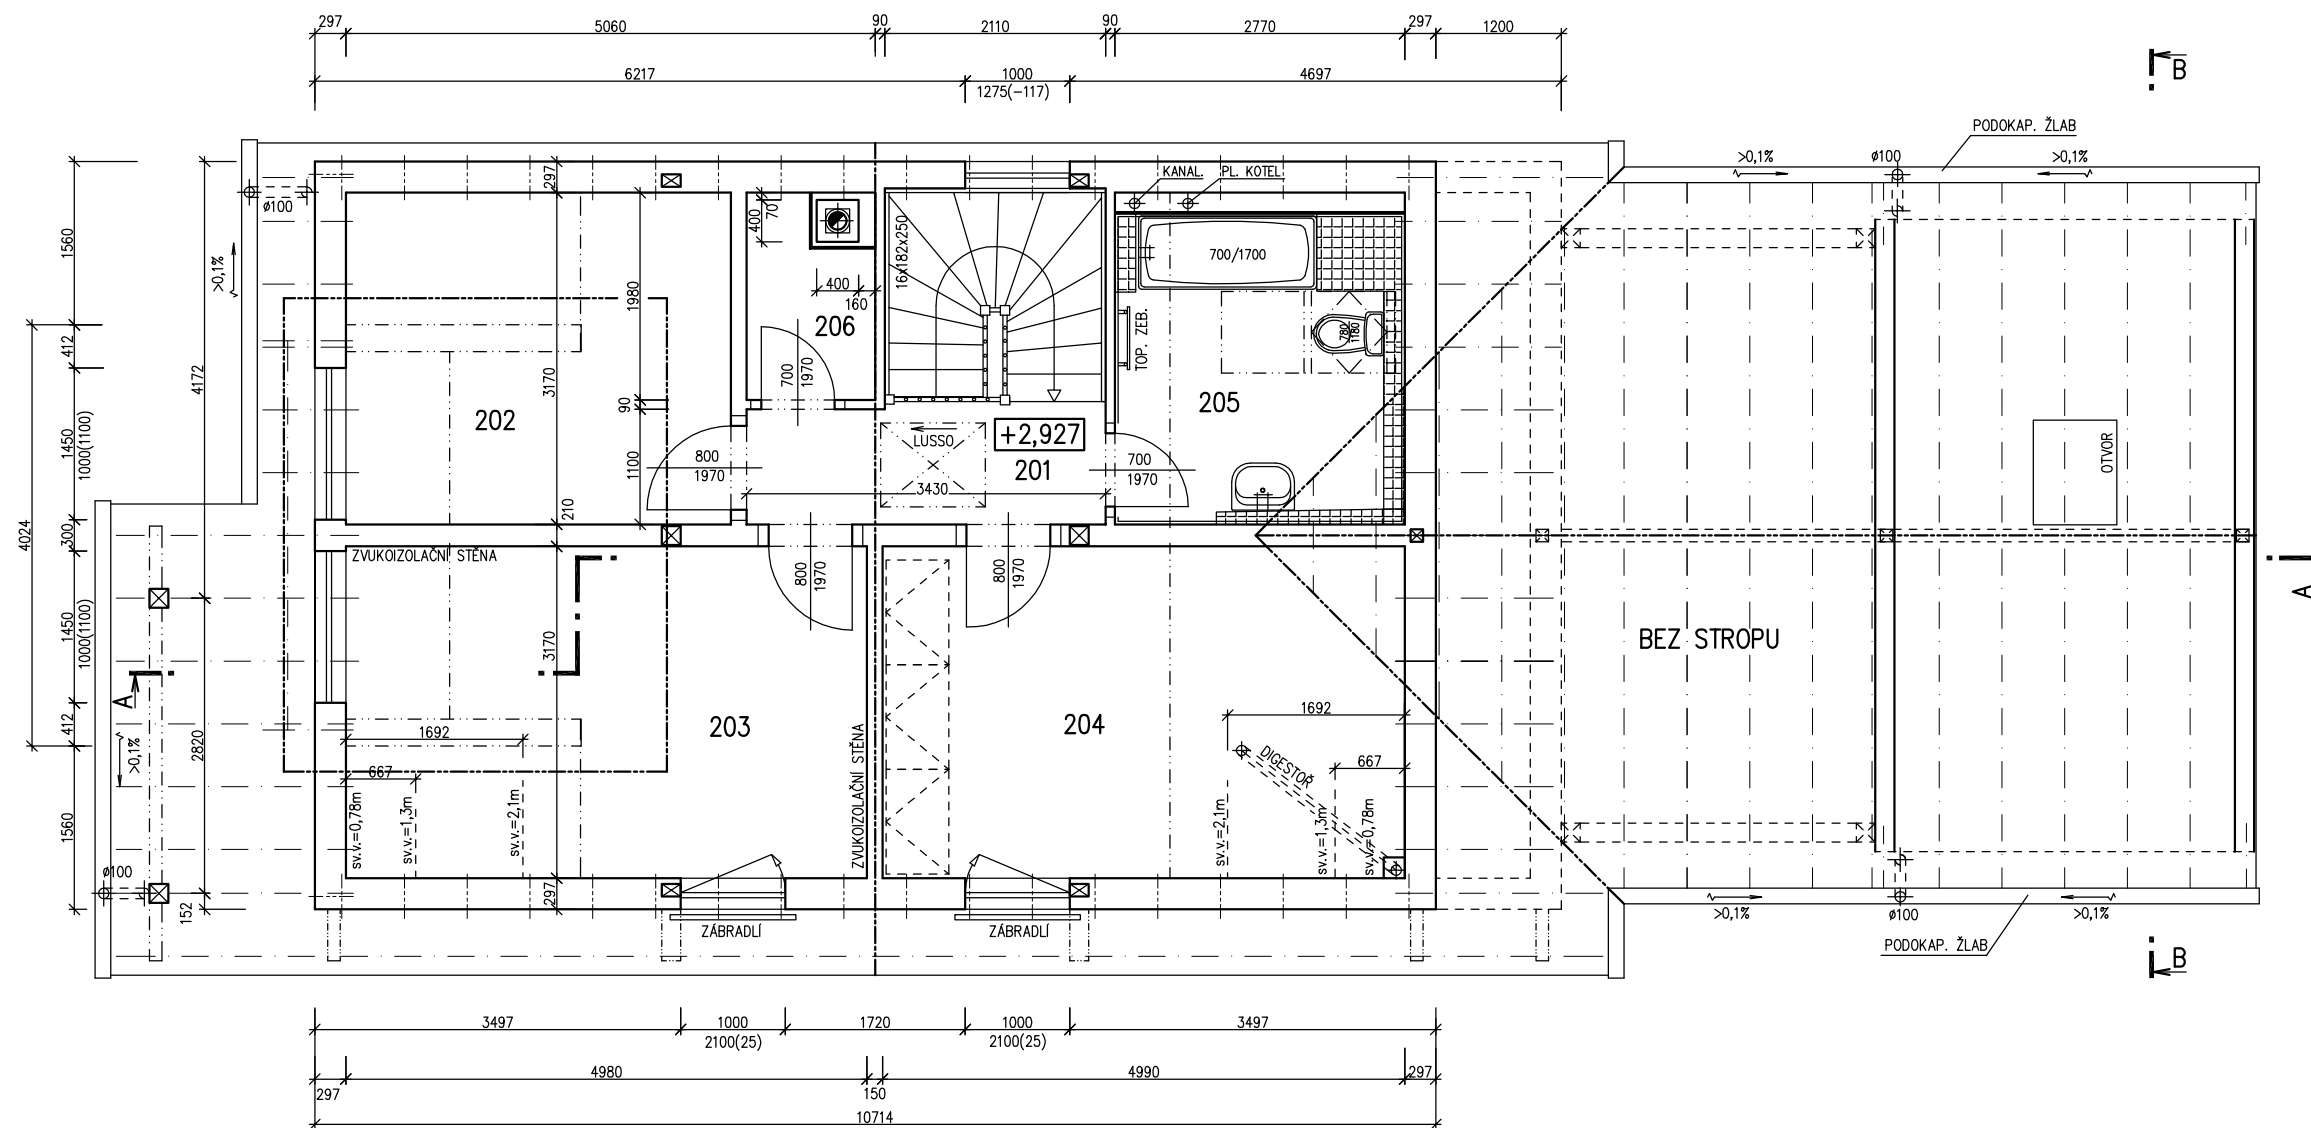 297
5060
90
2110
90
2770
297
1200
6217
1000
1275(-117)
4697
B
PODOKAP. ŽLAB
>0,1%
ø100
>0,1%
KANAL.
PL. KOTEL
297
ø100
400
70
16x182x250
700/1700
1560
>0,1%
1980
400
160
206
TOP. ZEB.
780
1180
412
4172
3170
700
1970
205
90
202
1450
1000(1100)
LUSSO
+2,927
201
OTVOR
1100
800
1970
700
1970
3430
210
4024
300
ZVUKOIZOLAČNÍ STĚNA
800
1970
800
1970
A
1450
1000(1100)
3170
BEZ STROPU
A
203
204
1692
1692
412
2820
>0,1%
ZVUKOIZOLAČNÍ STĚNA
DIGESTOŘ
667
667
1560
sv.v.=0,78m
sv.v.=1,3m
sv.v.=2,1m
sv.v.=2,1m
sv.v.=1,3m
sv.v.=0,78m
ø100
297
152
>0,1%
ø100
>0,1%
ZÁBRADLÍ
ZÁBRADLÍ
PODOKAP. ŽLAB
B
3497
1000
2100(25)
1720
1000
2100(25)
3497
297
4980
150
4990
297
10714